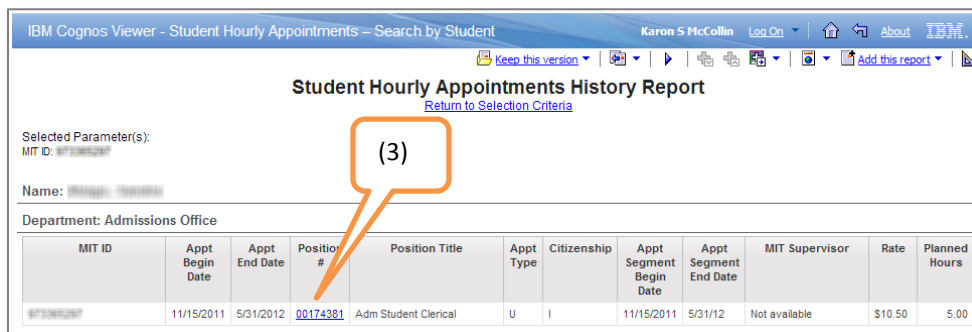 IBM Cognos Viewer - Student Hourly Appointments – Search by Student Karon S McCollin Log On About IBM.
Keep this version Add this report
Student Hourly Appointments History Report
Return to Selection Criteria
Selected Parameter(s):
MIT ID:
(3)
Name:
Department: Admissions Office
MIT ID Appt Begin Date Appt End Date Position # Position Title Appt Type Citizenship Appt Segment Begin Date Appt Segment End Date MIT Supervisor Rate Planned Hours
11/15/2011 5/31/2012 00174381 Adm Student Clerical U I 11/15/2011 5/31/12 Not available $10.50 5.00